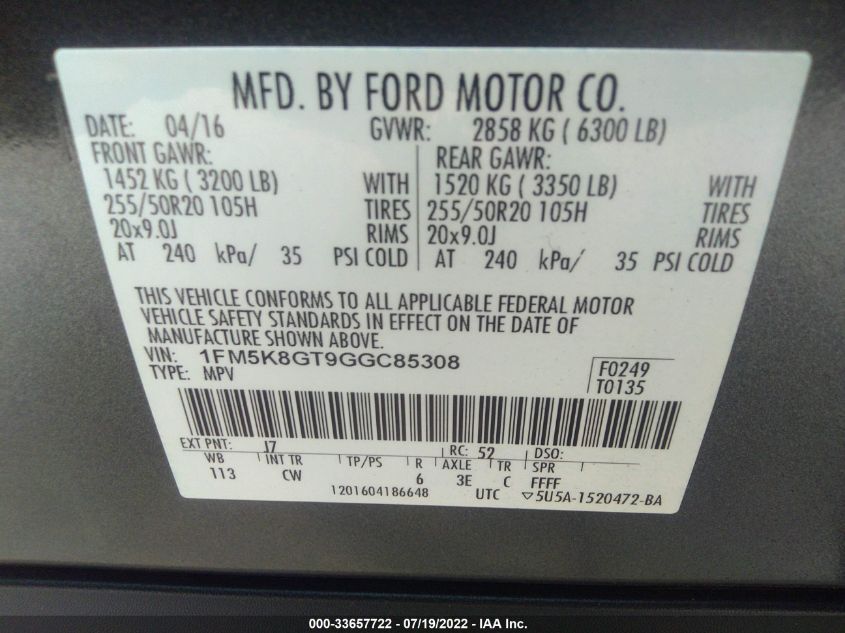 MFD. BY FORD MOTOR CO.
DATE: 04/16 GVWR: 2858 KG ( 6300 LB)
FRONT GAWR: REAR GAWR:
1452 KG ( 3200 LB) WITH 1520 KG ( 3350 LB) WITH
255/50R20 105H TIRES 255/50R20 105H TIRES
20x9.0J RIMS 20x9.0J RIMS
AT 240 kPa/ 35 PSI COLD AT 240 kPa/ 35 PSI COLD
THIS VEHICLE CONFORMS TO ALL APPLICABLE FEDERAL MOTOR
VEHICLE SAFETY STANDARDS IN EFFECT ON THE DATE OF
MANUFACTURE SHOWN ABOVE.
VIN: 1FM5K8GT9GGC85308 F0249
TYPE: MPV T0135
EXT PNT: J7 RC: 52 DSO:
WB INT TR TP/PS R AXLE TR SPR
113 CW 6 3E C FFFF
1201604186648 UTC ▽5U5A-1520472-BA
000-33657722 - 07/19/2022 - IAA Inc.